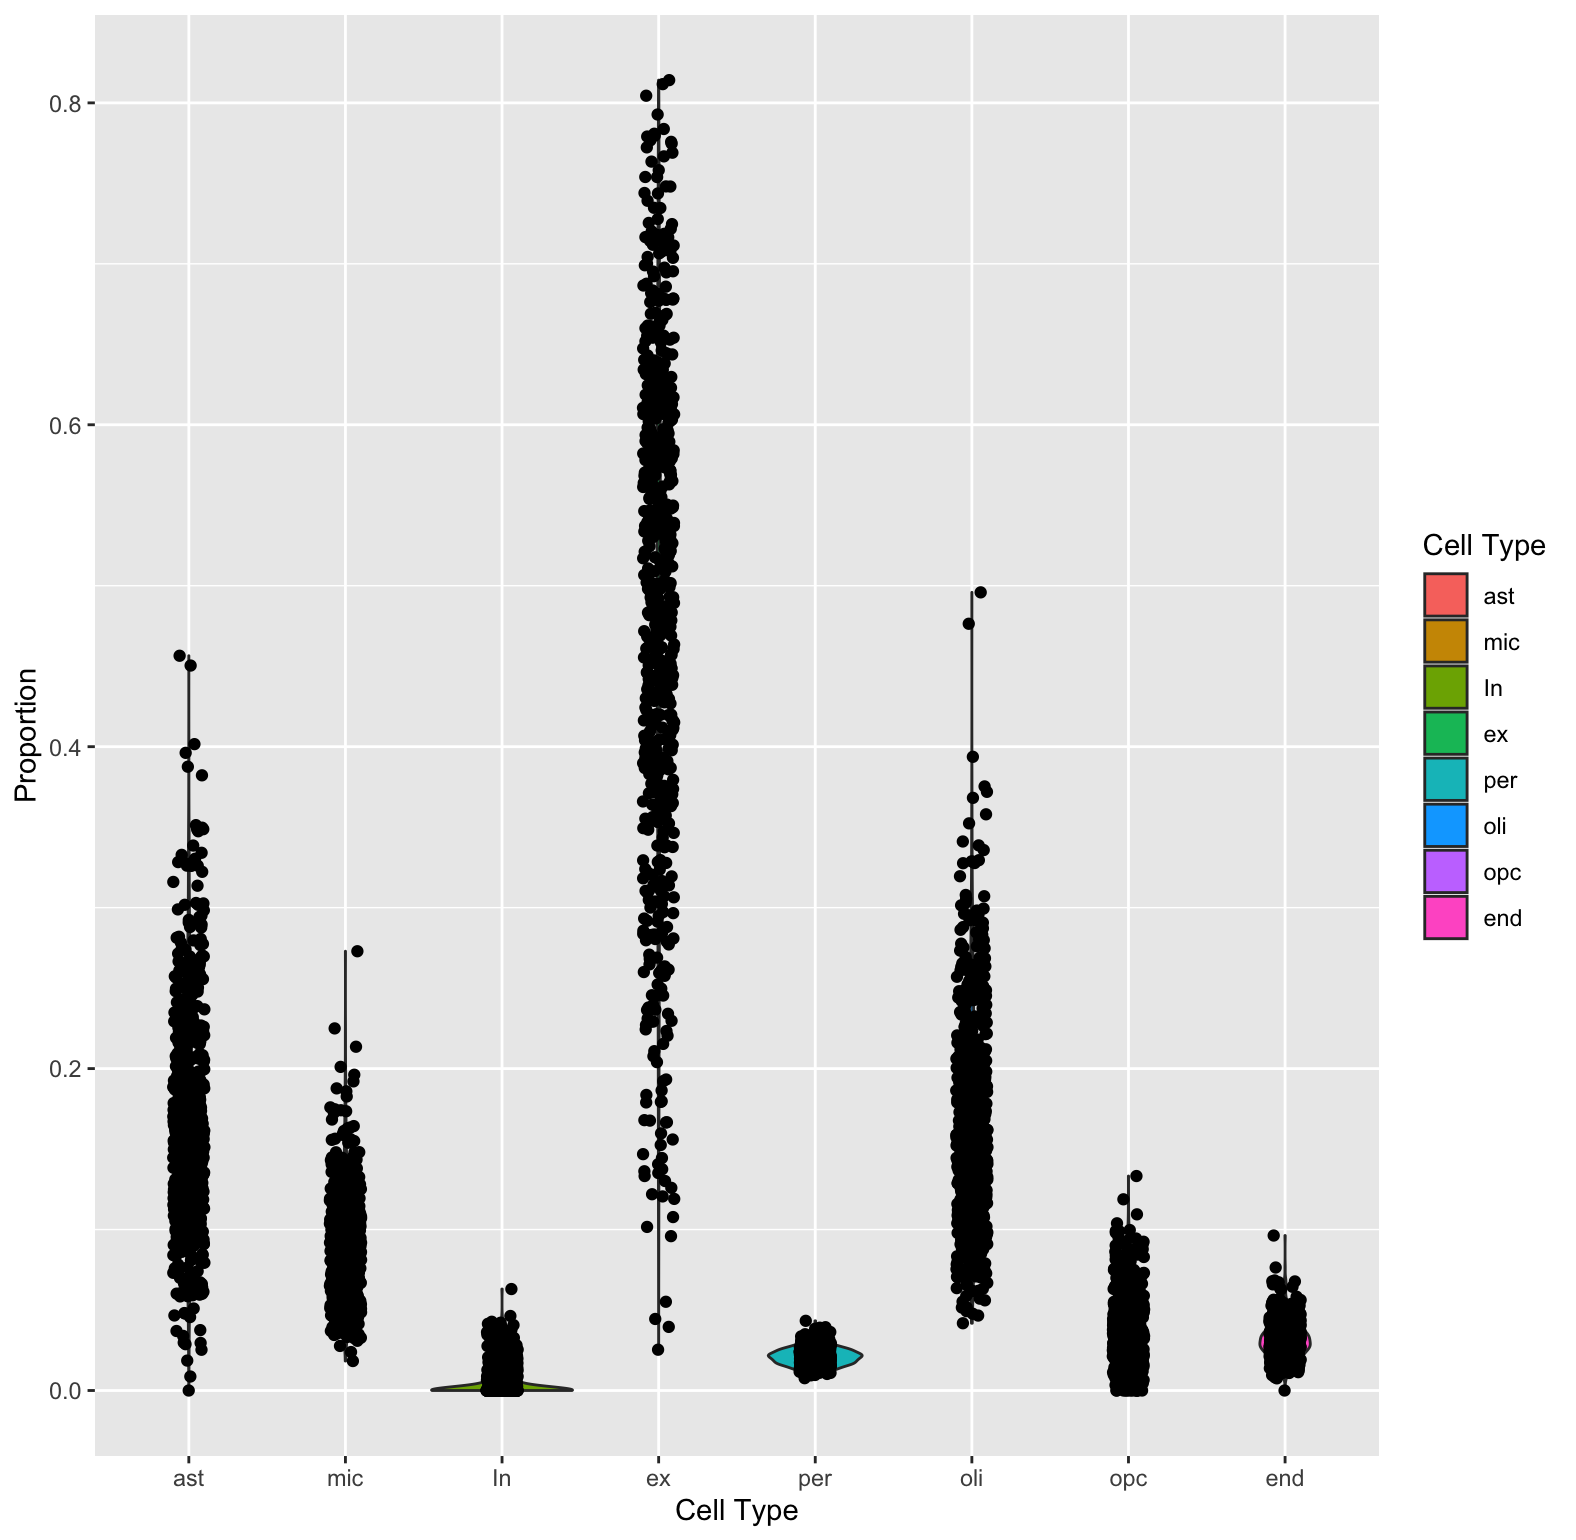 0.8
0.6
0.4
0.2
0.0
Proportion
ast
mic
In
ex
per
oli
opc
end
Cell Type
Cell Type
ast
mic
In
ex
per
oli
opc
end